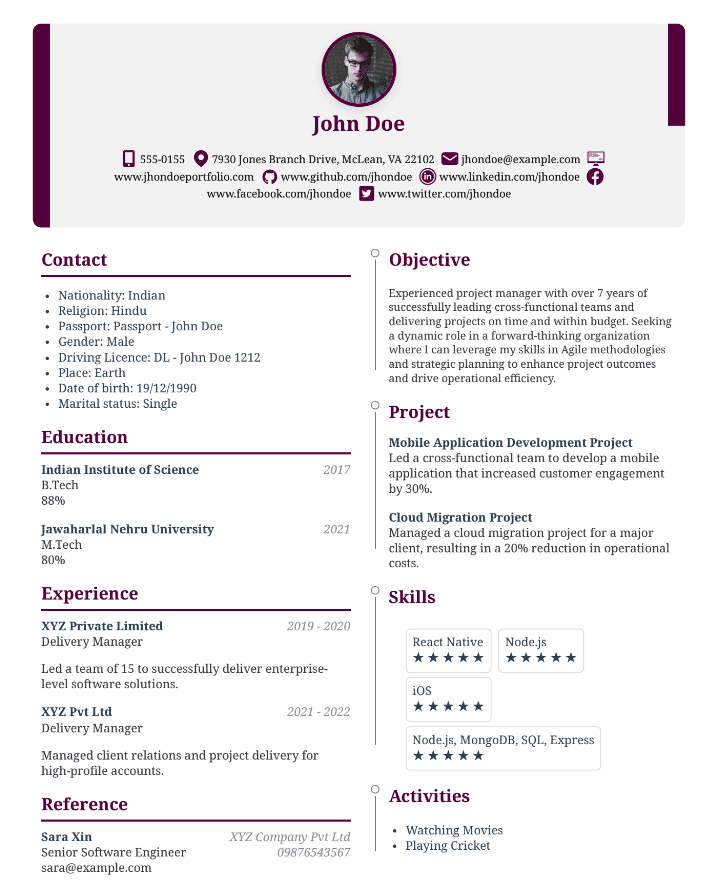 John Doe
555-0155 7930 Jones Branch Drive, McLean, VA 22102 jhondoe@example.com
www.jhondoeportfolio.com www.github.com/jhondoe www.linkedin.com/jhondoe
www.facebook.com/jhondoe www.twitter.com/jhondoe
Contact
• Nationality: Indian
• Religion: Hindu
• Passport: Passport - John Doe
• Gender: Male
• Driving Licence: DL - John Doe 1212
• Place: Earth
• Date of birth: 19/12/1990
• Marital status: Single
Education
Indian Institute of Science 2017
B.Tech
88%
Jawaharlal Nehru University 2021
M.Tech
80%
Experience
XYZ Private Limited 2019 - 2020
Delivery Manager
Led a team of 15 to successfully deliver enterprise-
level software solutions.
XYZ Pvt Ltd 2021 - 2022
Delivery Manager
Managed client relations and project delivery for
high-profile accounts.
Reference
Sara Xin XYZ Company Pvt Ltd
Senior Software Engineer 09876543567
sara@example.com
Objective
Experienced project manager with over 7 years of
successfully leading cross-functional teams and
delivering projects on time and within budget. Seeking
a dynamic role in a forward-thinking organization
where I can leverage my skills in Agile methodologies
and strategic planning to enhance project outcomes
and drive operational efficiency.
Project
Mobile Application Development Project
Led a cross-functional team to develop a mobile
application that increased customer engagement
by 30%.
Cloud Migration Project
Managed a cloud migration project for a major
client, resulting in a 20% reduction in operational
costs.
Skills
React Native Node.js
★★★★★ ★★★★★
iOS
★★★★★
Node.js, MongoDB, SQL, Express
★★★★★
Activities
• Watching Movies
• Playing Cricket